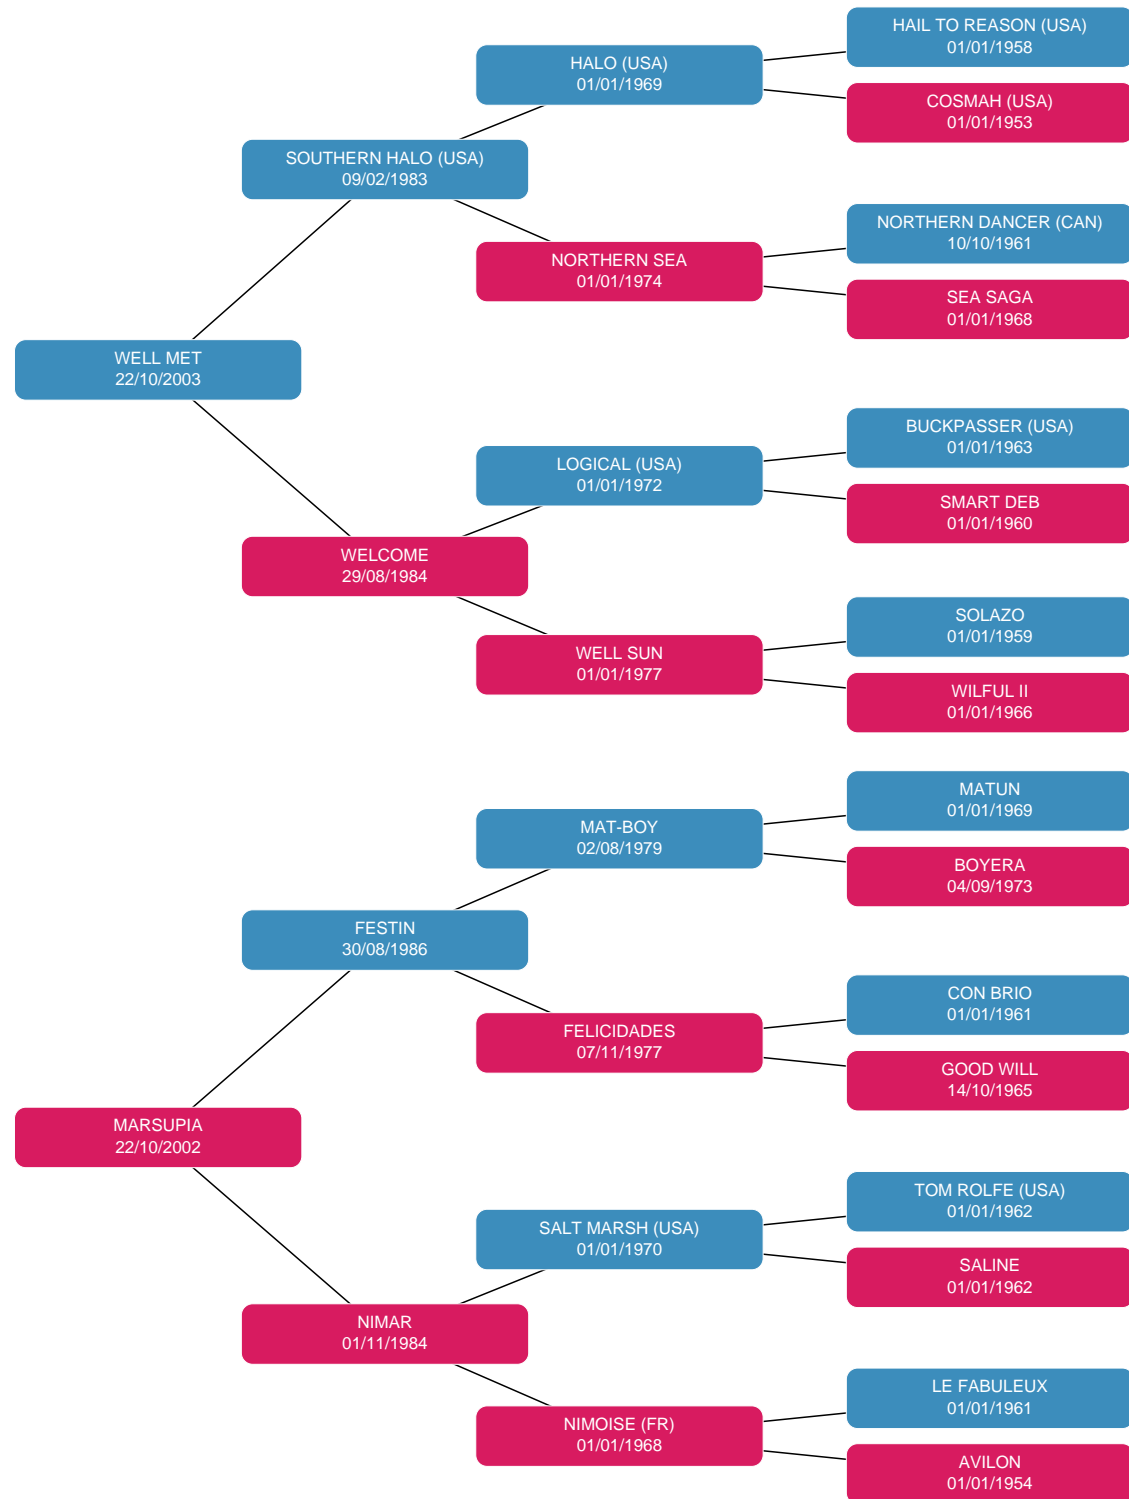 HAIL TO REASON (USA)
01/01/1958
HALO (USA)
01/01/1969
COSMAH (USA)
01/01/1953
SOUTHERN HALO (USA)
09/02/1983
NORTHERN DANCER (CAN)
10/10/1961
NORTHERN SEA
01/01/1974
SEA SAGA
01/01/1968
WELL MET
22/10/2003
BUCKPASSER (USA)
01/01/1963
LOGICAL (USA)
01/01/1972
SMART DEB
01/01/1960
WELCOME
29/08/1984
SOLAZO
01/01/1959
WELL SUN
01/01/1977
WILFUL II
01/01/1966
MATUN
01/01/1969
MAT-BOY
02/08/1979
BOYERA
04/09/1973
FESTIN
30/08/1986
CON BRIO
01/01/1961
FELICIDADES
07/11/1977
GOOD WILL
14/10/1965
MARSUPIA
22/10/2002
TOM ROLFE (USA)
01/01/1962
SALT MARSH (USA)
01/01/1970
SALINE
01/01/1962
NIMAR
01/11/1984
LE FABULEUX
01/01/1961
NIMOISE (FR)
01/01/1968
AVILON
01/01/1954